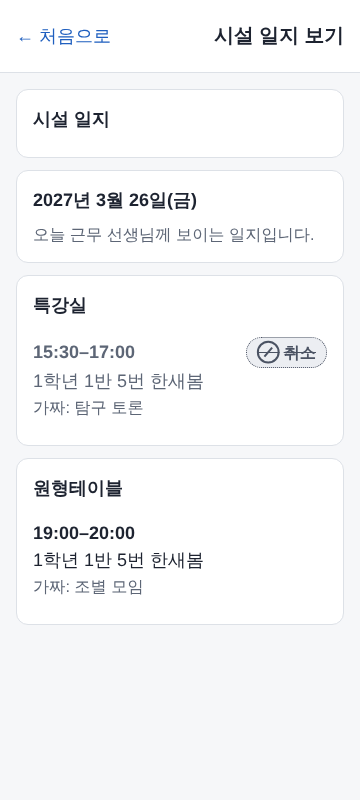 ← 처음으로
시설 일지 보기
시설 일지
2027년 3월 26일(금)
오늘 근무 선생님께 보이는 일지입니다.
특강실
15:30–17:00
취소
1학년 1반 5번 한새봄
가짜: 탐구 토론
원형테이블
19:00–20:00
1학년 1반 5번 한새봄
가짜: 조별 모임